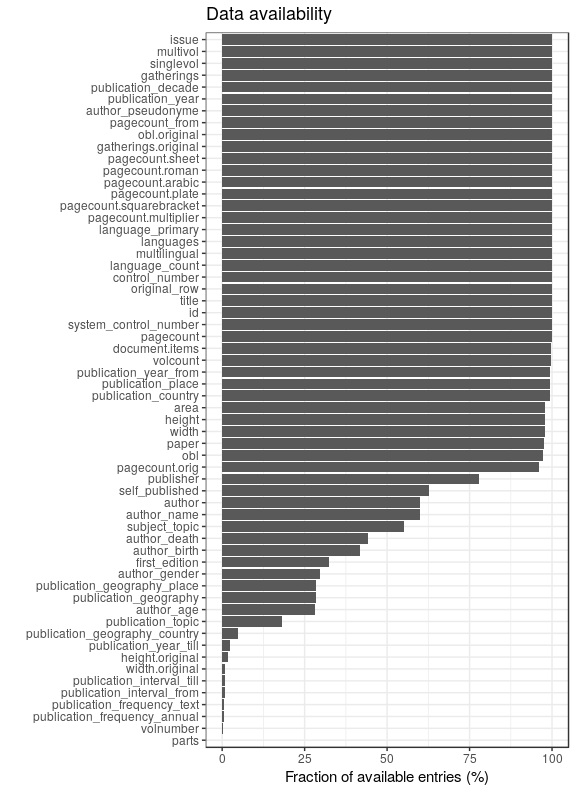 Data availability
issue
multivol
singlevol
gatherings
publication_decade
publication_year
author_pseudonyme
pagecount_from
obl.original
gatherings.original
pagecount.sheet
pagecount.roman
pagecount.arabic
pagecount.plate
pagecount.squarebracket
pagecount.multiplier
language_primary
languages
multilingual
language_count
control_number
original_row
title
id
system_control_number
pagecount
document.items
volcount
publication_year_from
publication_place
publication_country
area
height
width
paper
obl
pagecount.orig
publisher
self_published
author
author_name
subject_topic
author_death
author_birth
first_edition
author_gender
publication_geography_place
publication_geography
author_age
publication_topic
publication_geography_country
publication_year_till
height.original
width.original
publication_interval_till
publication_interval_from
publication_frequency_text
publication_frequency_annual
volnumber
parts
0 25 50 75 100
Fraction of available entries (%)